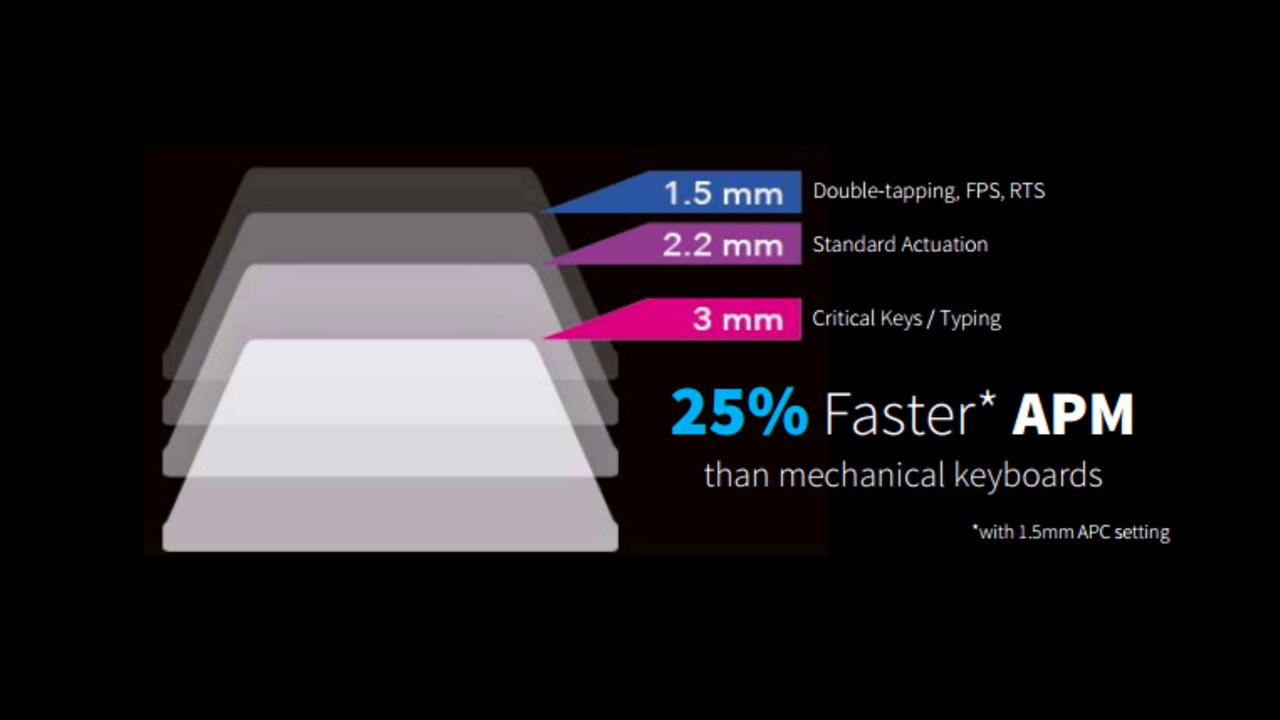 1.5 mm Double-tapping, FPS, RTS
2.2 mm Standard Actuation
3 mm Critical Keys / Typing
25% Faster* APM
than mechanical keyboards
*with 1.5mm APC setting